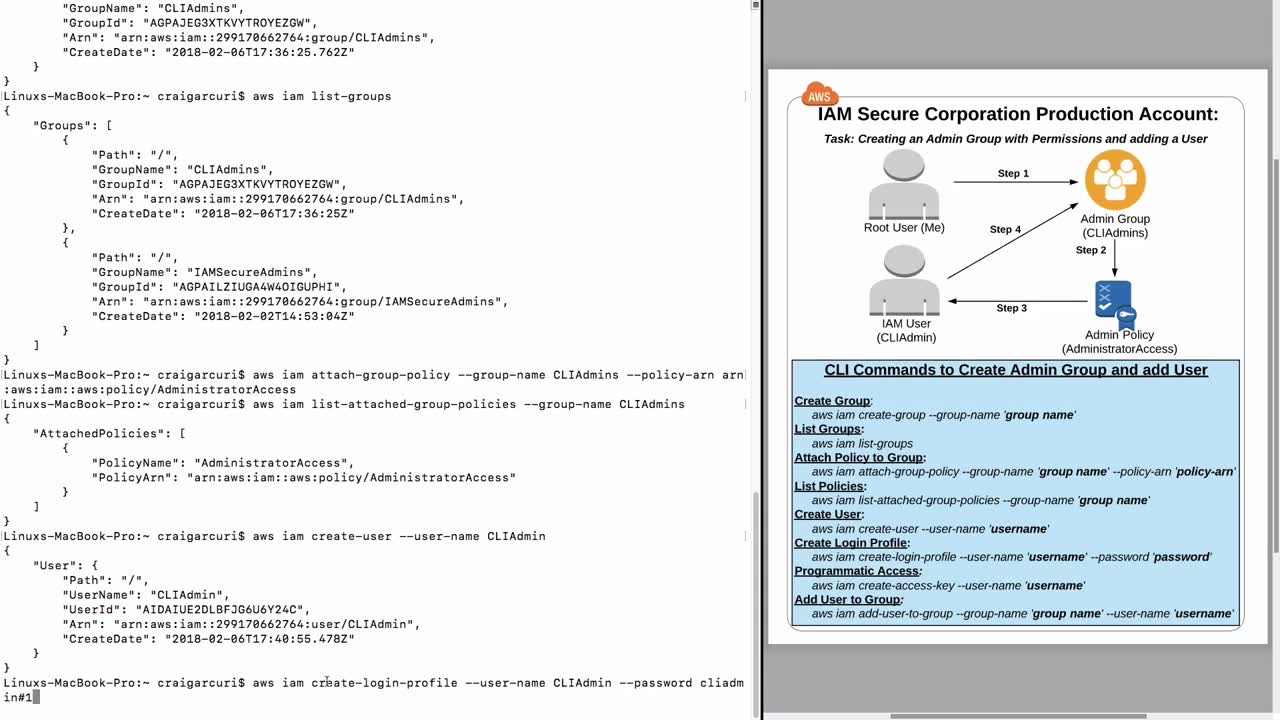 "GroupName": "CLIAdmins",
"GroupId": "AGPAJEG3XTKVYTROYEZGW",
"Arn": "arn:aws:iam::299170662764:group/CLIAdmins",
"CreateDate": "2018-02-06T17:36:25.762Z"
}
}
Linuxs-MacBook-Pro:~ craigarcuri$ aws iam list-groups
{
"Groups": [
{
"Path": "/",
"GroupName": "CLIAdmins",
"GroupId": "AGPAJEG3XTKVYTROYEZGW",
"Arn": "arn:aws:iam::299170662764:group/CLIAdmins",
"CreateDate": "2018-02-06T17:36:25Z"
},
{
"Path": "/",
"GroupName": "IAMSecureAdmins",
"GroupId": "AGPAILZIUGA4W4OIGUPHI",
"Arn": "arn:aws:iam::299170662764:group/IAMSecureAdmins",
"CreateDate": "2018-02-02T14:53:04Z"
}
]
}
Linuxs-MacBook-Pro:~ craigarcuri$ aws iam attach-group-policy --group-name CLIAdmins --policy-arn arn
:aws:iam::aws:policy/AdministratorAccess
Linuxs-MacBook-Pro:~ craigarcuri$ aws iam list-attached-group-policies --group-name CLIAdmins
{
"AttachedPolicies": [
{
"PolicyName": "AdministratorAccess",
"PolicyArn": "arn:aws:iam::aws:policy/AdministratorAccess"
}
]
}
Linuxs-MacBook-Pro:~ craigarcuri$ aws iam create-user --user-name CLIAdmin
{
"User": {
"Path": "/",
"UserName": "CLIAdmin",
"UserId": "AIDAIUE2DLBFJG6U6Y24C",
"Arn": "arn:aws:iam::299170662764:user/CLIAdmin",
"CreateDate": "2018-02-06T17:40:55.478Z"
}
}
Linuxs-MacBook-Pro:~ craigarcuri$ aws iam create-login-profile --user-name CLIAdmin --password cliadm
in#1
AWS
IAM Secure Corporation Production Account:
Task: Creating an Admin Group with Permissions and adding a User
Step 1
Root User (Me)
Admin Group
(CLIAdmins)
Step 4
Step 2
Step 3
IAM User
(CLIAdmin)
Admin Policy
(AdministratorAccess)
CLI Commands to Create Admin Group and add User
Create Group:
aws iam create-group --group-name 'group name'
List Groups:
aws iam list-groups
Attach Policy to Group:
aws iam attach-group-policy --group-name 'group name' --policy-arn 'policy-arn'
List Policies:
aws iam list-attached-group-policies --group-name 'group name'
Create User:
aws iam create-user --user-name 'username'
Create Login Profile:
aws iam create-login-profile --user-name 'username' --password 'password'
Programmatic Access:
aws iam create-access-key --user-name 'username'
Add User to Group:
aws iam add-user-to-group --group-name 'group name' --user-name 'username'